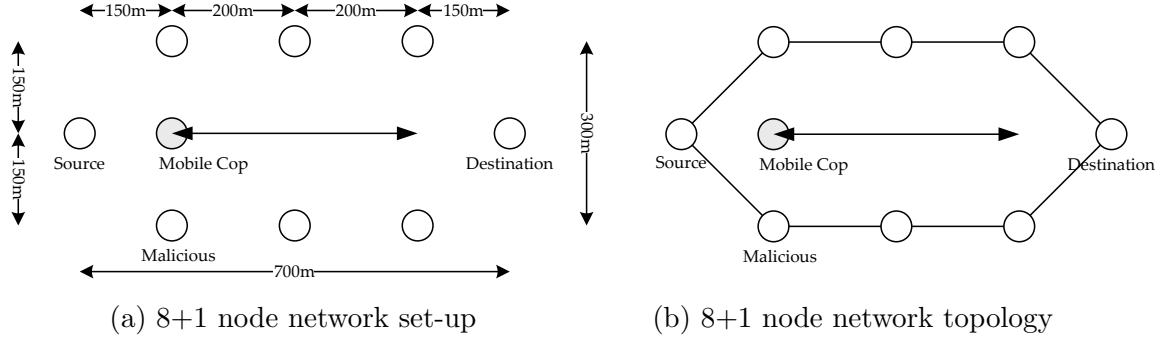 150m 200m 200m 150m
150m
150m
Source
Mobile Cop
Destination
Malicious
700m
(a) 8+1 node network set-up
300m
Source
Mobile Cop
Destination
Malicious
(b) 8+1 node network topology